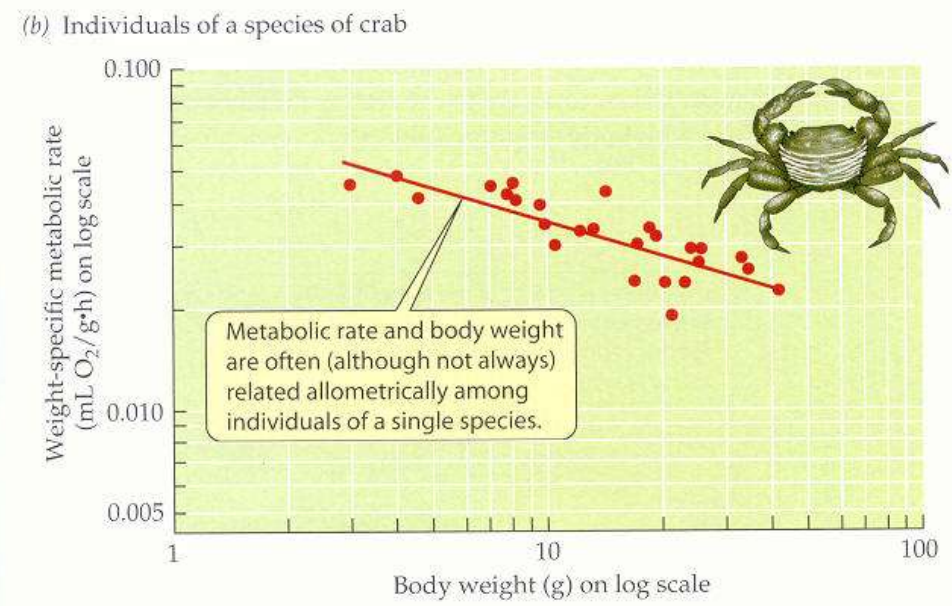 (b) Individuals of a species of crab
0.100
0.010
0.005
Weight-specific metabolic rate
(mL O₂/g•h) on log scale
Metabolic rate and body weight
are often (although not always)
related allometrically among
individuals of a single species.
1
10
100
Body weight (g) on log scale